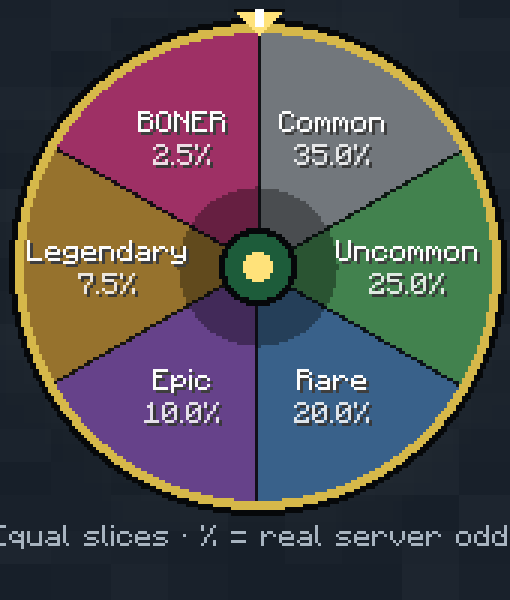 BONER
2.5%
Common
35.0%
Legendary
7.5%
Uncommon
25.0%
Epic
10.0%
Rare
20.0%
Equal slices · % = real server odd